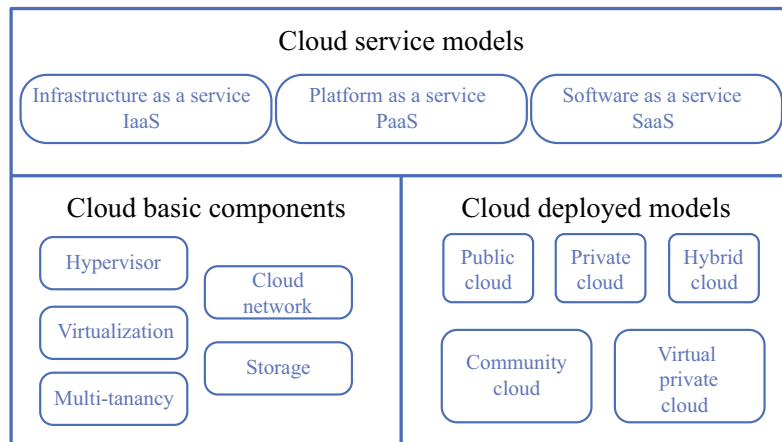 Cloud service models
Infrastructure as a service
IaaS
Platform as a service
PaaS
Software as a service
SaaS
Cloud basic components
Hypervisor
Virtualization
Multi-tanancy
Cloud
network
Storage
Cloud deployed models
Public
cloud
Private
cloud
Hybrid
cloud
Community
cloud
Virtual
private
cloud